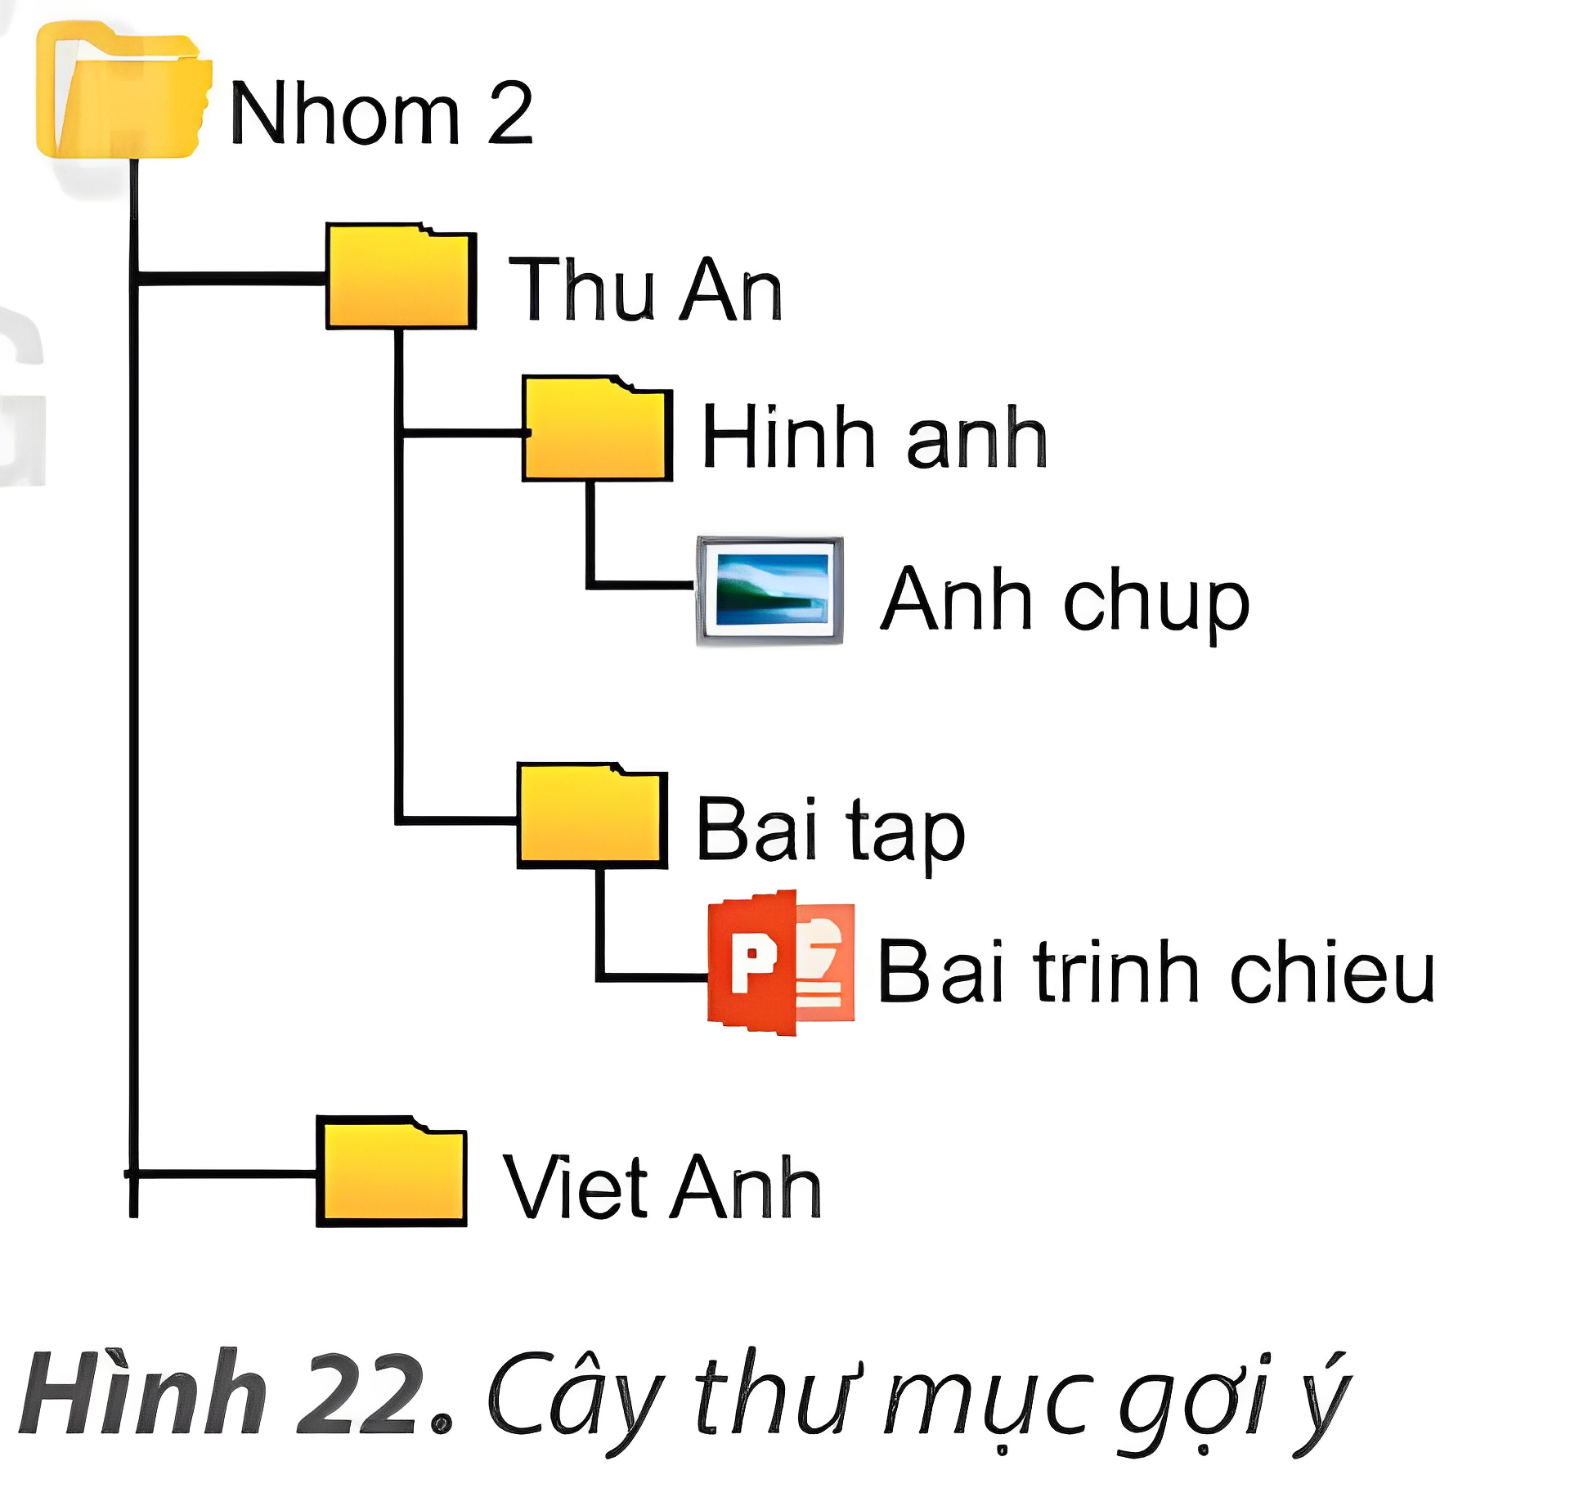 Nhom 2
Thu An
Hinh anh
Anh chup
Bai tap
P
Bai trinh chieu
Viet Anh
Hình 22. Cây thư mục gợi ý